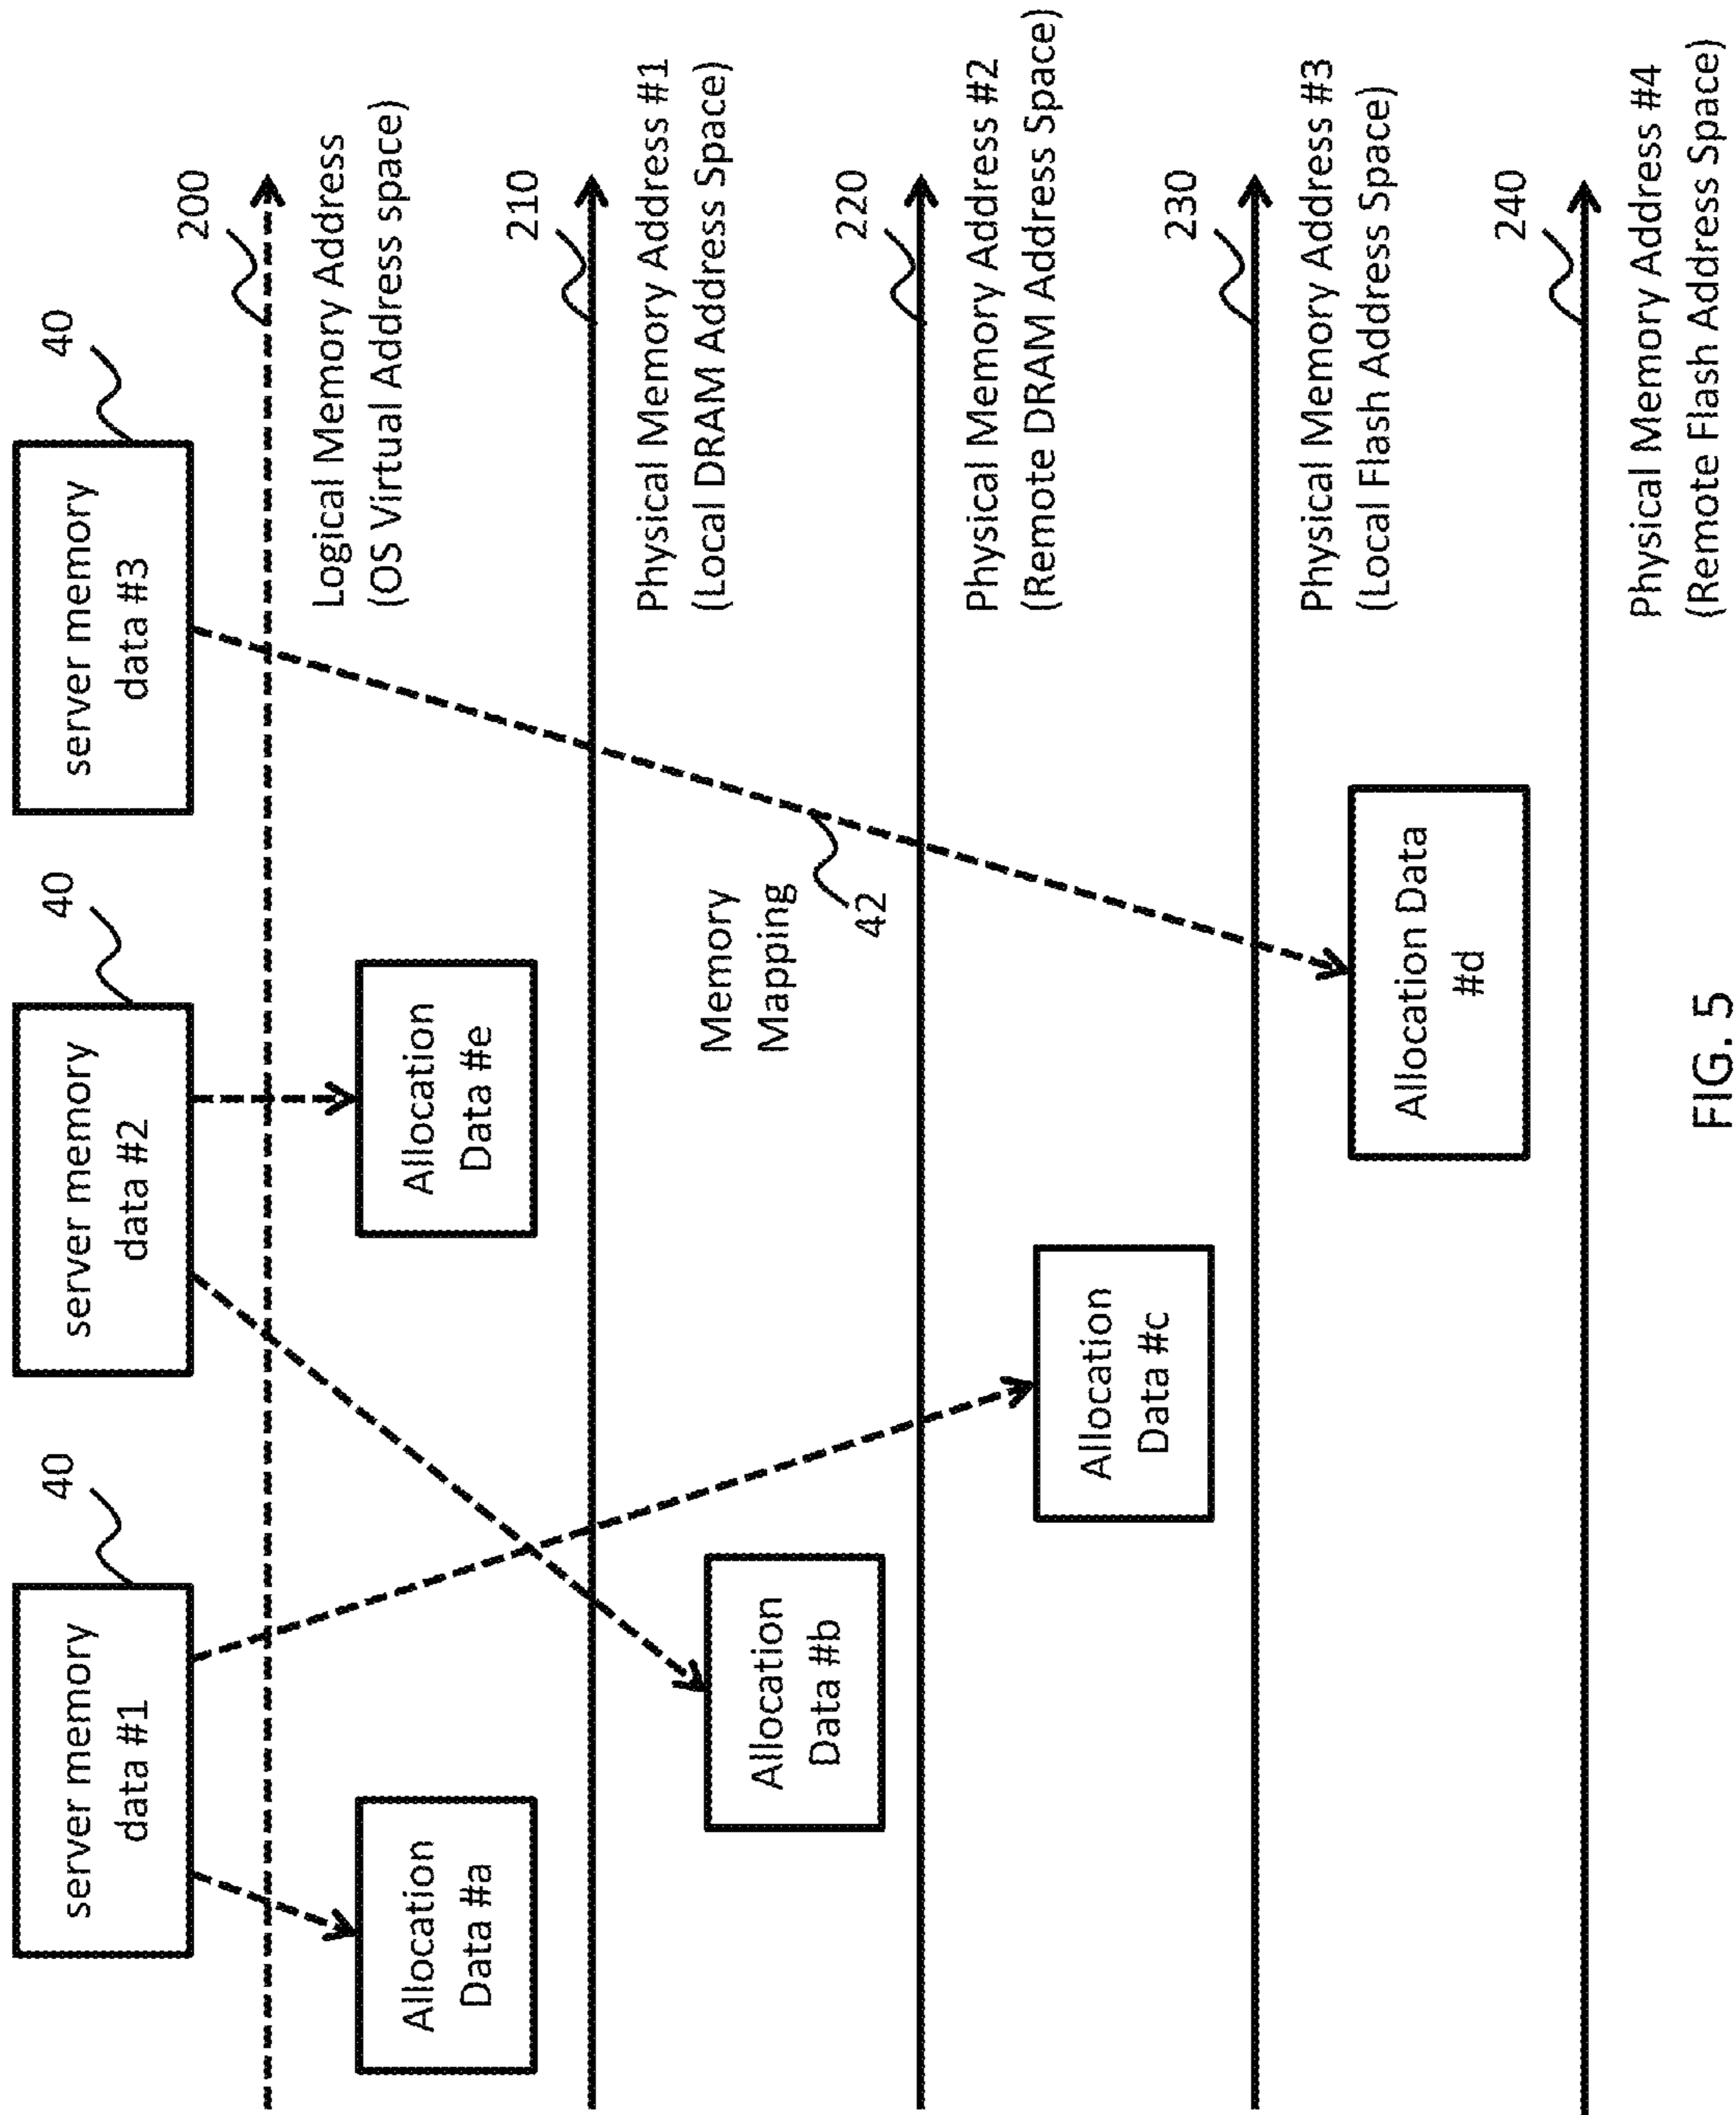 40
40
40
server memory
data #1
server memory
data #2
server memory
data #3
200
Logical Memory Address
(OS Virtual Address space)
Allocation
Data #a
Allocation
Data #e
210
Physical Memory Address #1
(Local DRAM Address Space)
Memory
Mapping
42
Allocation
Data #b
220
Physical Memory Address #2
(Remote DRAM Address Space)
Allocation
Data #c
230
Physical Memory Address #3
(Local Flash Address Space)
Allocation Data
#d
240
Physical Memory Address #4
(Remote Flash Address Space)
FIG. 5